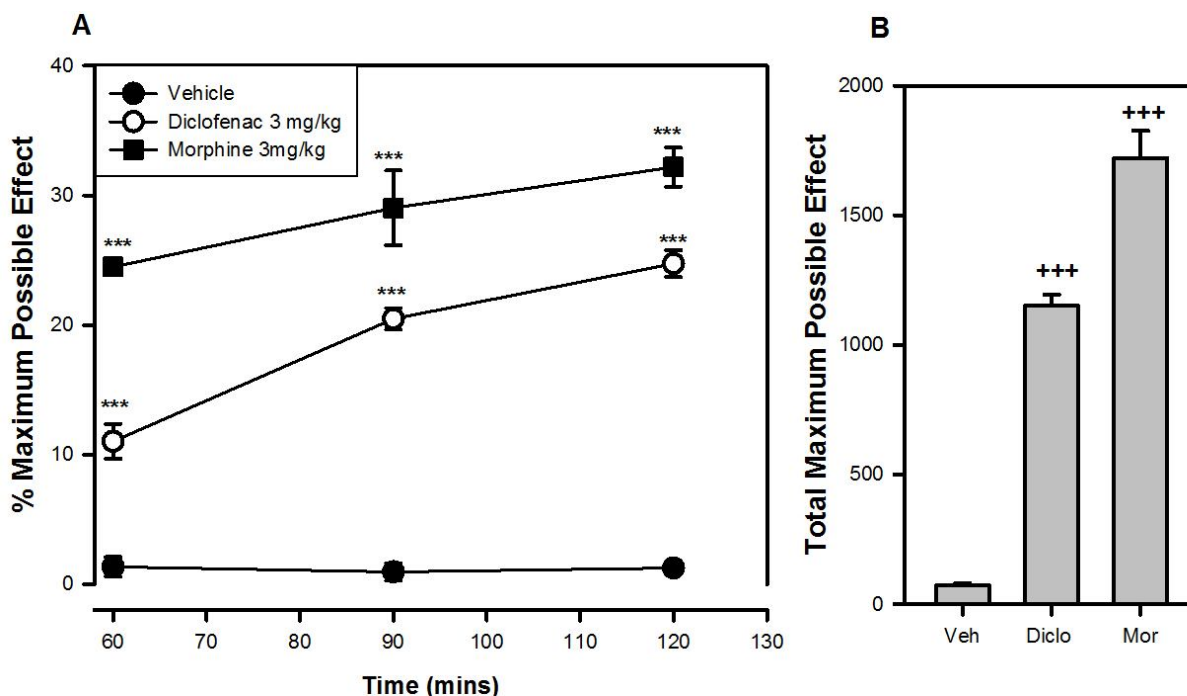 A
% Maximum Possible Effect
40
30
20
10
0
Vehicle
Diclofenac 3 mg/kg
Morphine 3mg/kg
***
***
***
***
***
***
60 70 80 90 100 110 120 130
Time (mins)
B
Total Maximum Possible Effect
2000
1500
1000
500
0
+++
+++
Veh Diclo Mor